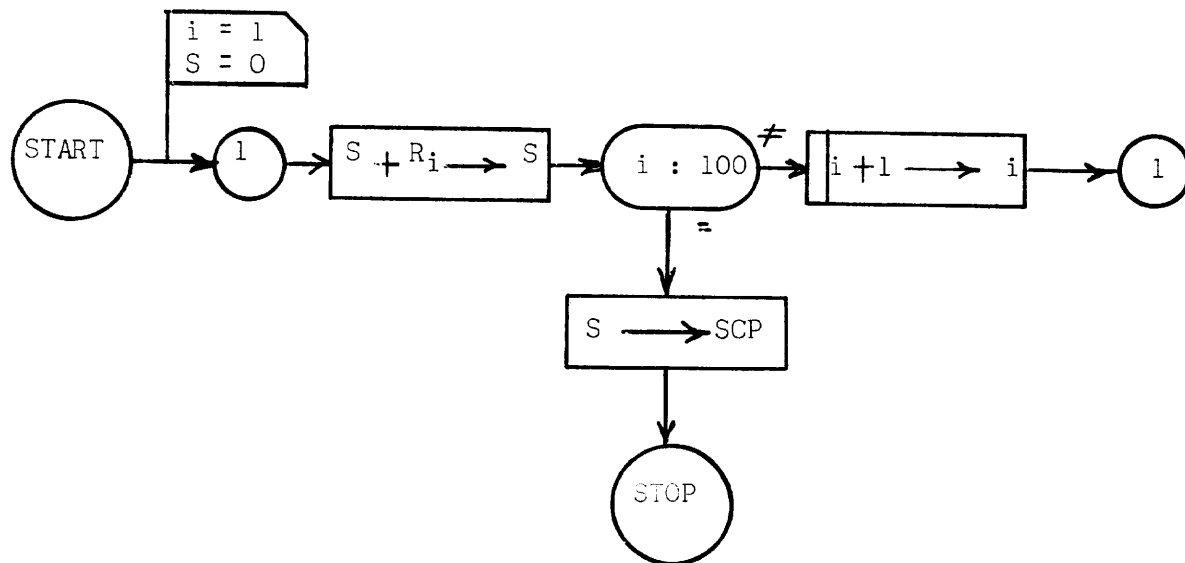 i = 1
S = 0
START
1
S + Ri → S
i : 100
≠
i + 1 → i
1
=
S → SCP
STOP